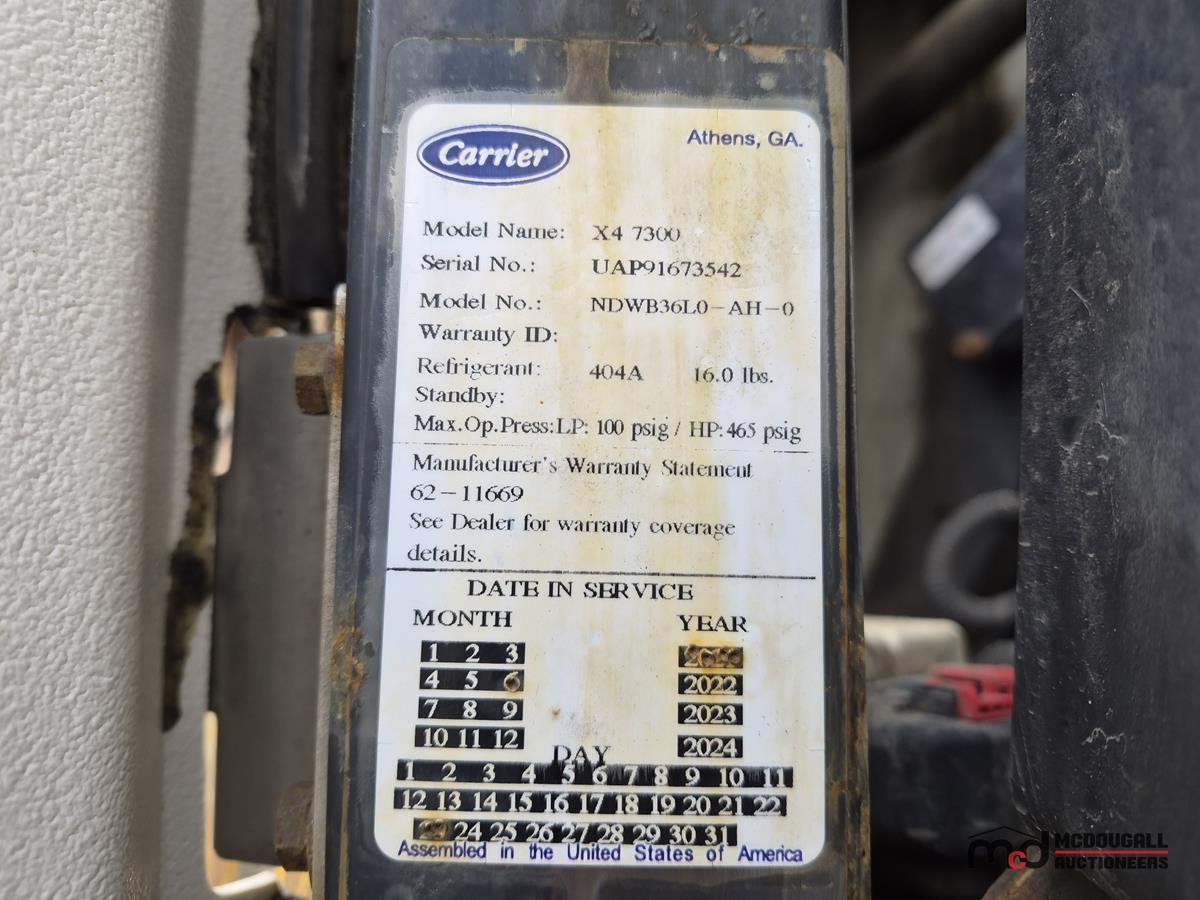 Carrier
Athens, GA.
Model Name: X4 7300
Serial No.: UAP91673542
Model No.: NDWB36L0-AH-0
Warranty ID:
Refrigerant: 404A 16.0 lbs.
Standby:
Max.Op.Press:LP: 100 psig / HP:465 psig
Manufacturer's Warranty Statement
62-11669
See Dealer for warranty coverage
details.
DATE IN SERVICE
MONTH YEAR
1 2 3
4 5 6 2022
7 8 9 2023
10 11 12 2024
DAY
1 2 3 4 5 6 7 8 9 10 11
12 13 14 15 16 17 18 19 20 21 22
24 25 26 27 28 29 30 31
Assembled in the United States of America
mcd MCDOUGALL
AUCTIONEERS